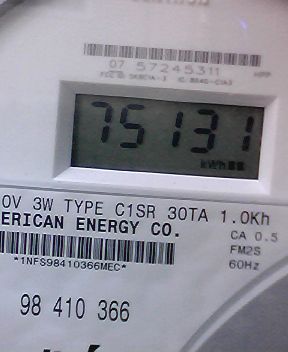 07 57245311
HPP
75131
kWh
0V 3W TYPE C1SR 30TA 1.0Kh
ERICAN ENERGY CO.
CA 0.5
FM2S
*1NFS98410366MEC*
60Hz
98 410 366